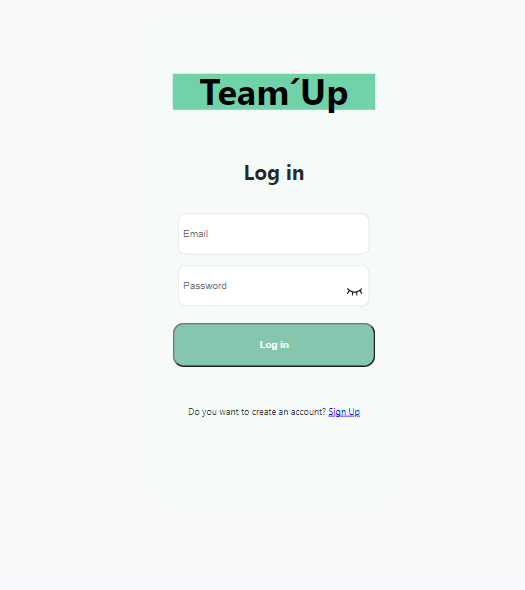 Team´Up
Log in
Email
Password
Log in
Do you want to create an account? Sign Up